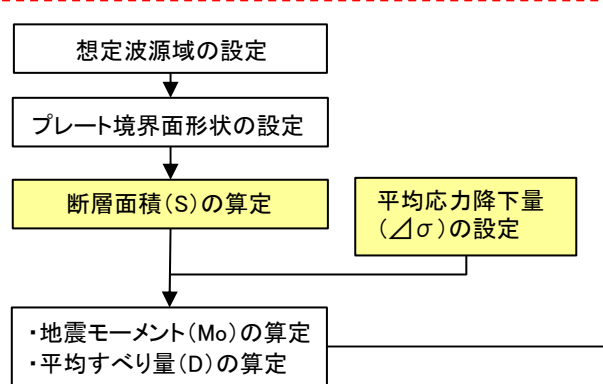 想定波源域の設定
プレート境界面形状の設定
断層面積(S)の算定
平均応力降下量
(⊿σ)の設定
・地震モーメント(Mo)の算定
・平均すべり量(D)の算定